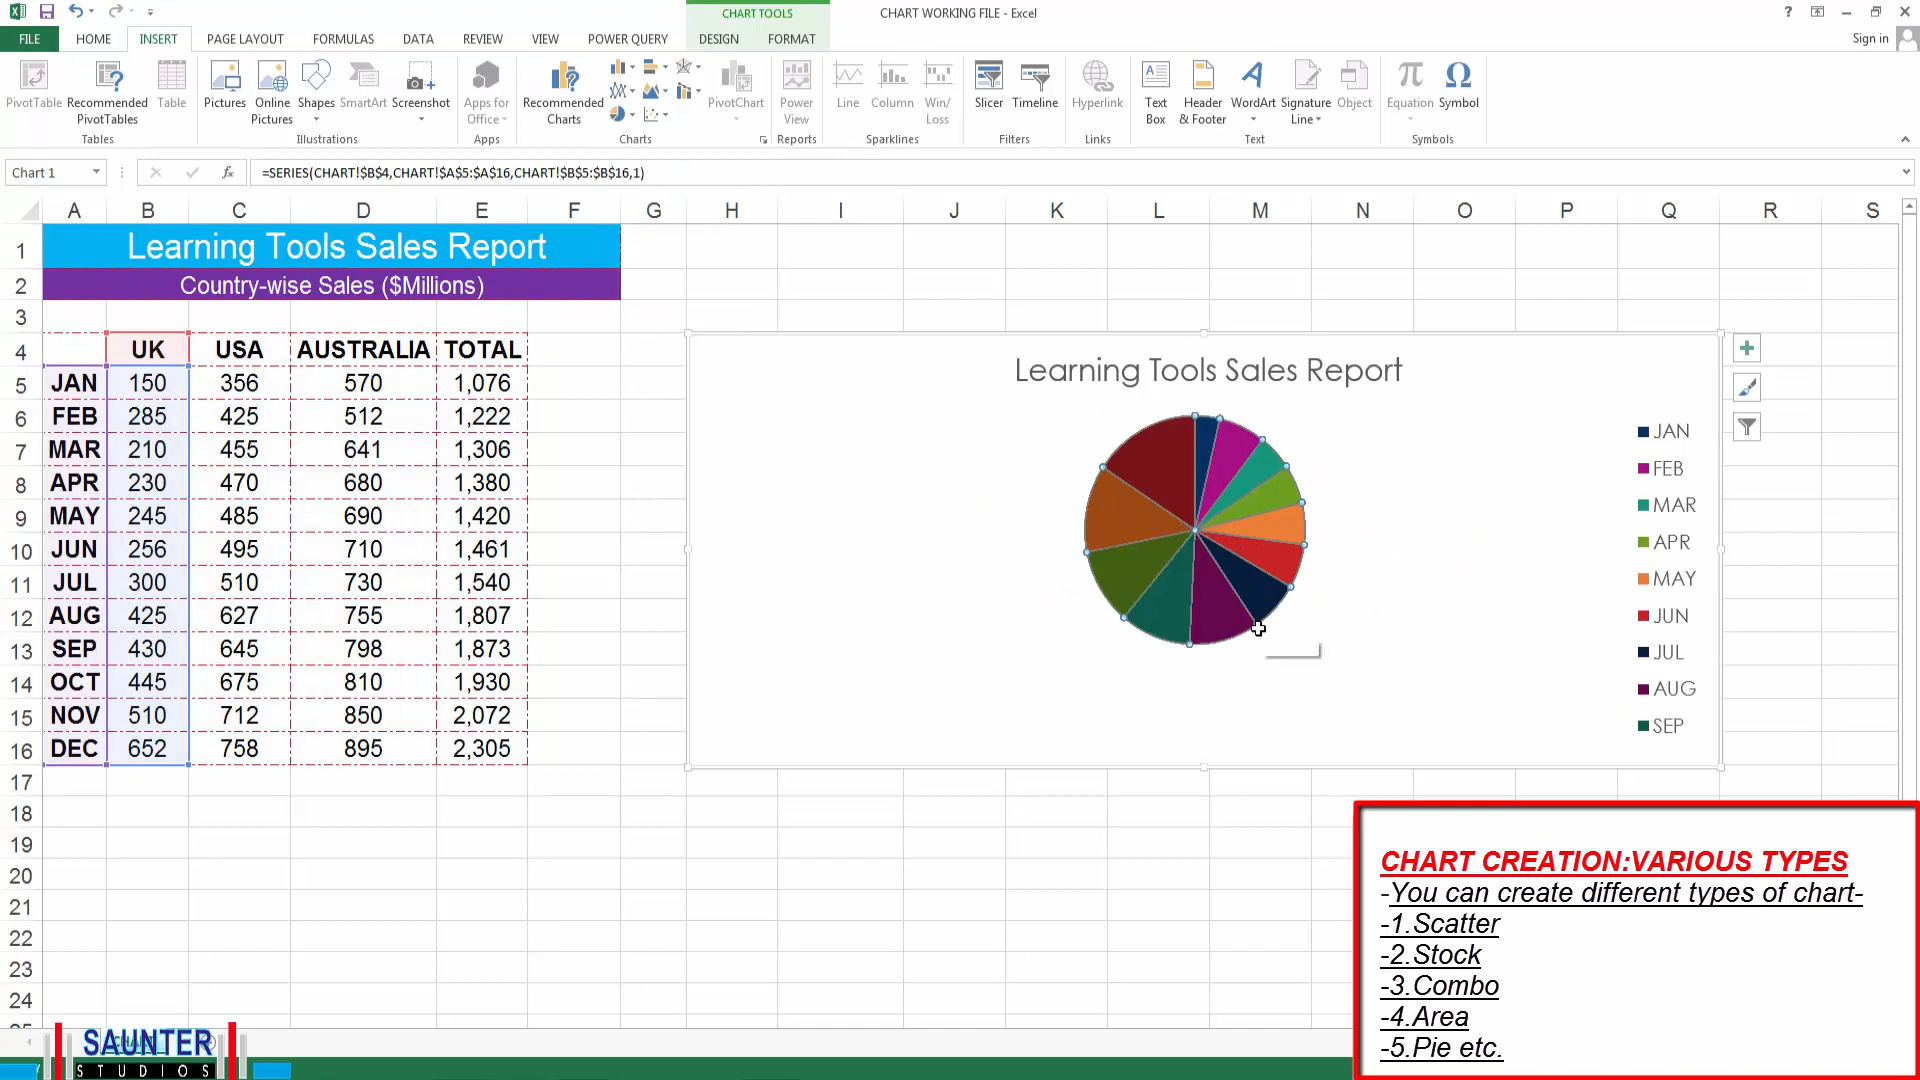 CHART TOOLS
CHART WORKING FILE - Excel
?
FILE HOME INSERT PAGE LAYOUT FORMULAS DATA REVIEW VIEW POWER QUERY DESIGN FORMAT Sign in
PivotTable Recommended PivotTables Table Pictures Online Pictures Shapes SmartArt Screenshot Apps for Office Recommended Charts PivotChart Power View Line Column Win/Loss Slicer Timeline Hyperlink Text Box Header & Footer WordArt Signature Line Object Equation Symbol
Tables Illustrations Apps Charts Reports Sparklines Filters Links Text Symbols
Chart 1 fx =SERIES(CHART!$B$4,CHART!$A$5:$A$16,CHART!$B$5:$B$16,1)
A B C D E F G H I J K L M N O P Q R S
1 Learning Tools Sales Report
2 Country-wise Sales ($Millions)
3
4 UK USA AUSTRALIA TOTAL
5 JAN 150 356 570 1,076
6 FEB 285 425 512 1,222
7 MAR 210 455 641 1,306
8 APR 230 470 680 1,380
9 MAY 245 485 690 1,420
10 JUN 256 495 710 1,461
11 JUL 300 510 730 1,540
12 AUG 425 627 755 1,807
13 SEP 430 645 798 1,873
14 OCT 445 675 810 1,930
15 NOV 510 712 850 2,072
16 DEC 652 758 895 2,305
17
18
19
20
21
22
23
24
Learning Tools Sales Report
JAN
FEB
MAR
APR
MAY
JUN
JUL
AUG
SEP
CHART CREATION:VARIOUS TYPES
-You can create different types of chart-
-1.Scatter
-2.Stock
-3.Combo
-4.Area
-5.Pie etc.
SAUNTER
STUDIOS